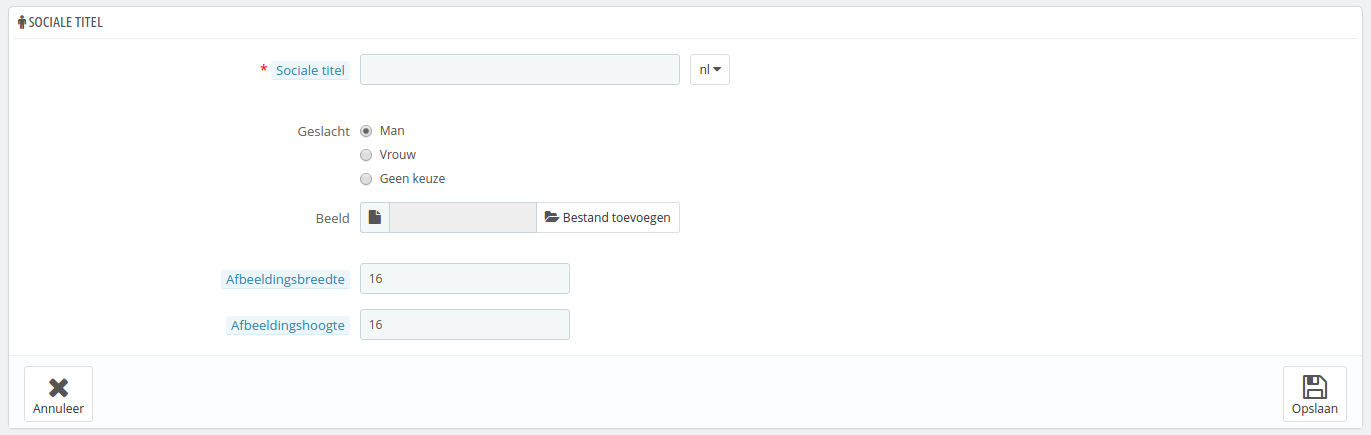 SOCIALE TITEL
* Sociale titel nl
Geslacht Man
Vrouw
Geen keuze
Beeld Bestand toevoegen
Afbeeldingsbreedte 16
Afbeeldingshoogte 16
Annuleer Opslaan